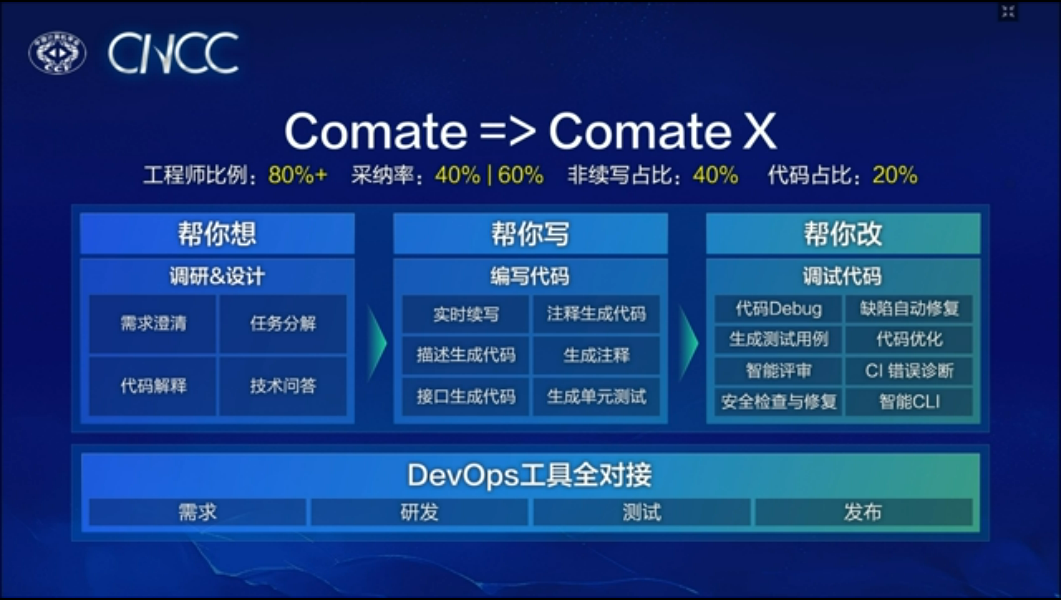 中国计算机学会
CCF
CNCC
Comate => Comate X
工程师比例：80%+ 采纳率：40% | 60% 非续写占比：40% 代码占比：20%
帮你想
调研&设计
需求澄清 任务分解
代码解释 技术问答
帮你写
编写代码
实时续写 注释生成代码
描述生成代码 生成注释
接口生成代码 生成单元测试
帮你改
调试代码
代码Debug 缺陷自动修复
生成测试用例 代码优化
智能评审 CI 错误诊断
安全检查与修复 智能CLI
DevOps工具全对接
需求 研发 测试 发布